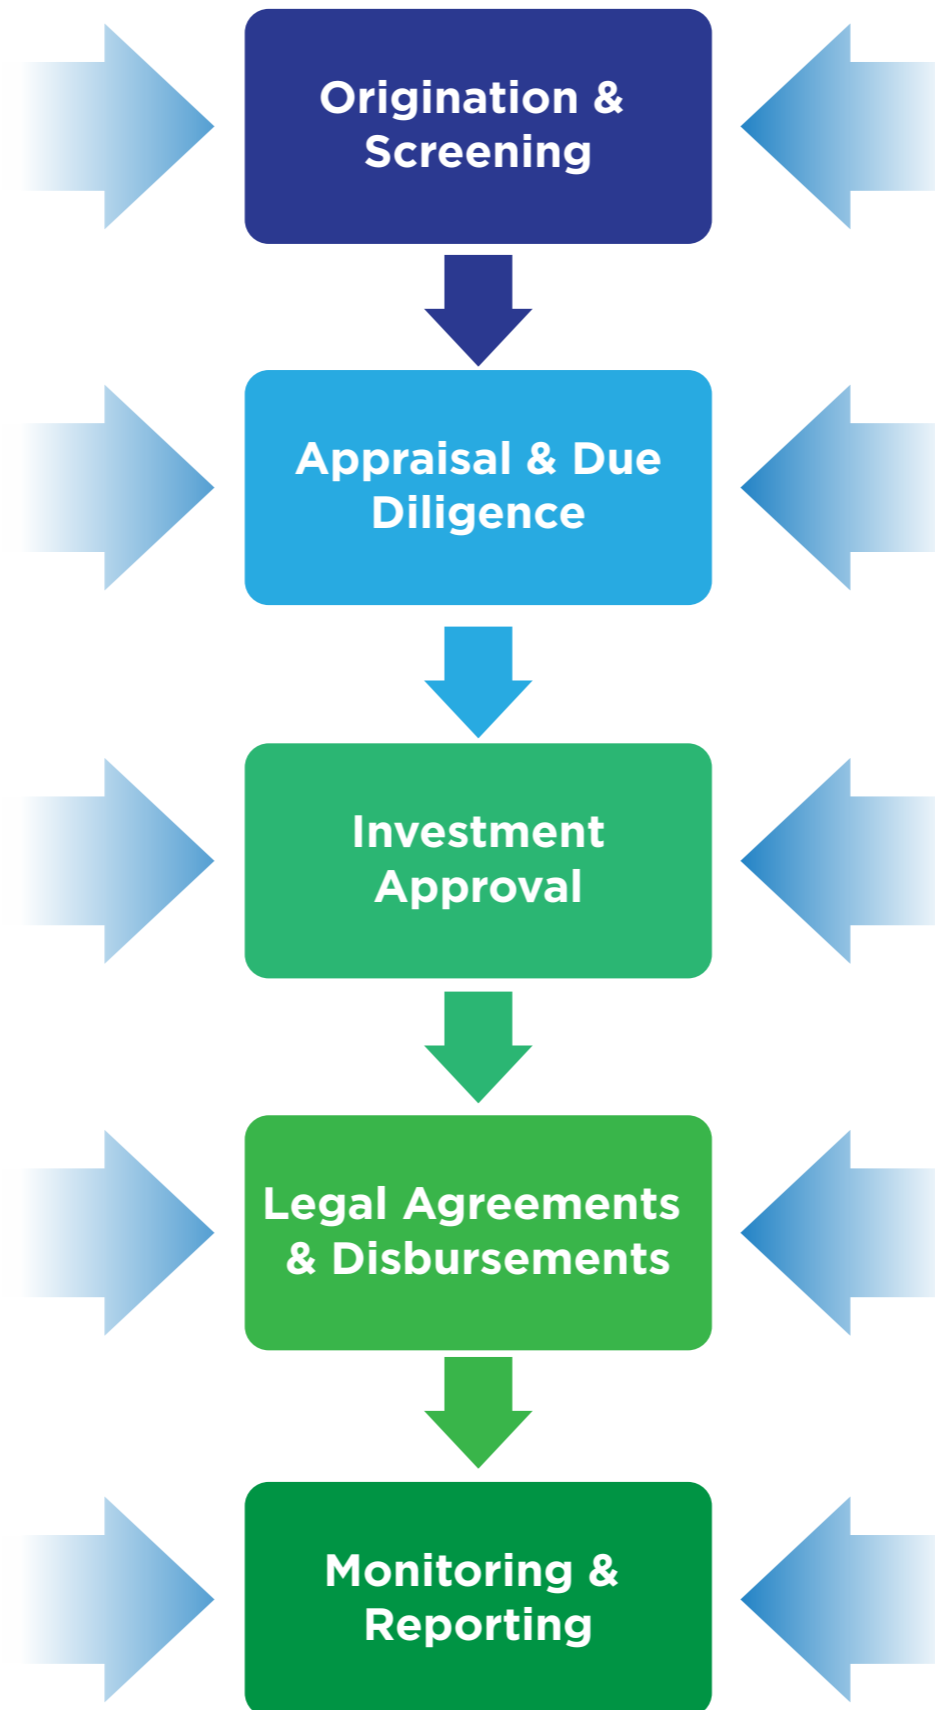 Origination &
Screening
Appraisal & Due
Diligence
Investment
Approval
Legal Agreements
& Disbursements
Monitoring &
Reporting